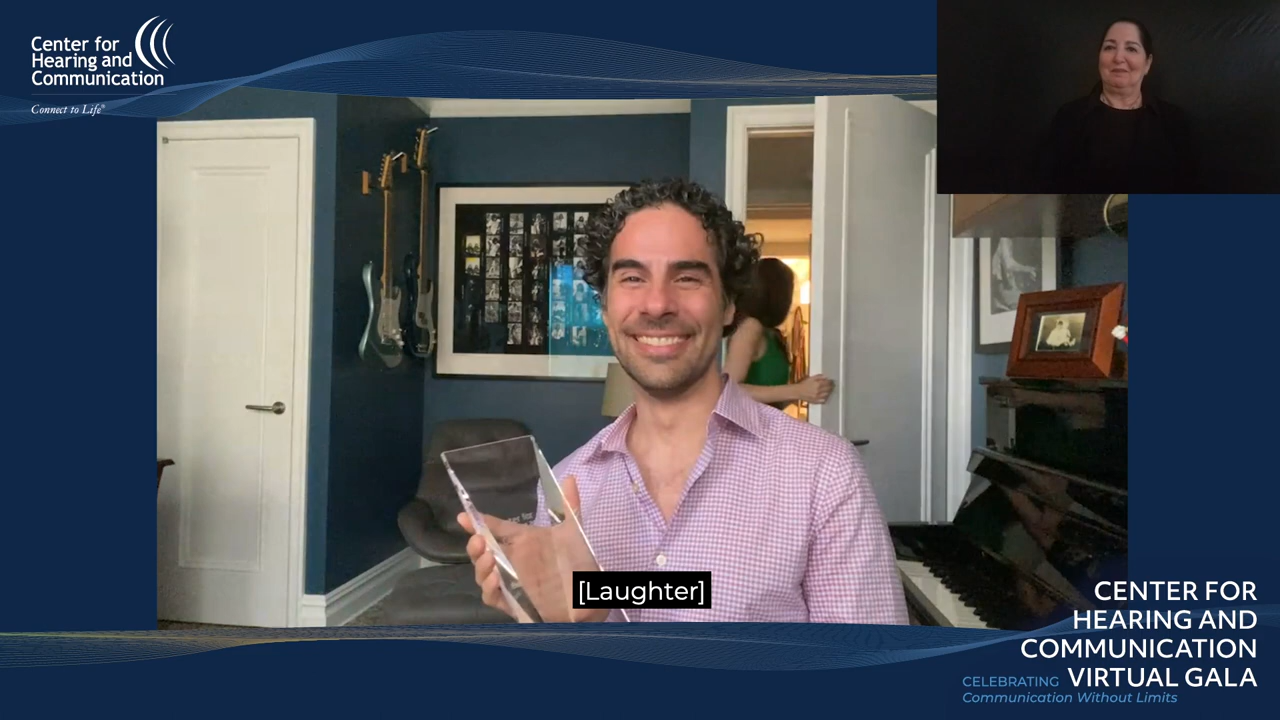 Center for
Hearing and
Communication
Connect to Life®
[Laughter]
CENTER FOR
HEARING AND
COMMUNICATION
CELEBRATING VIRTUAL GALA
Communication Without Limits